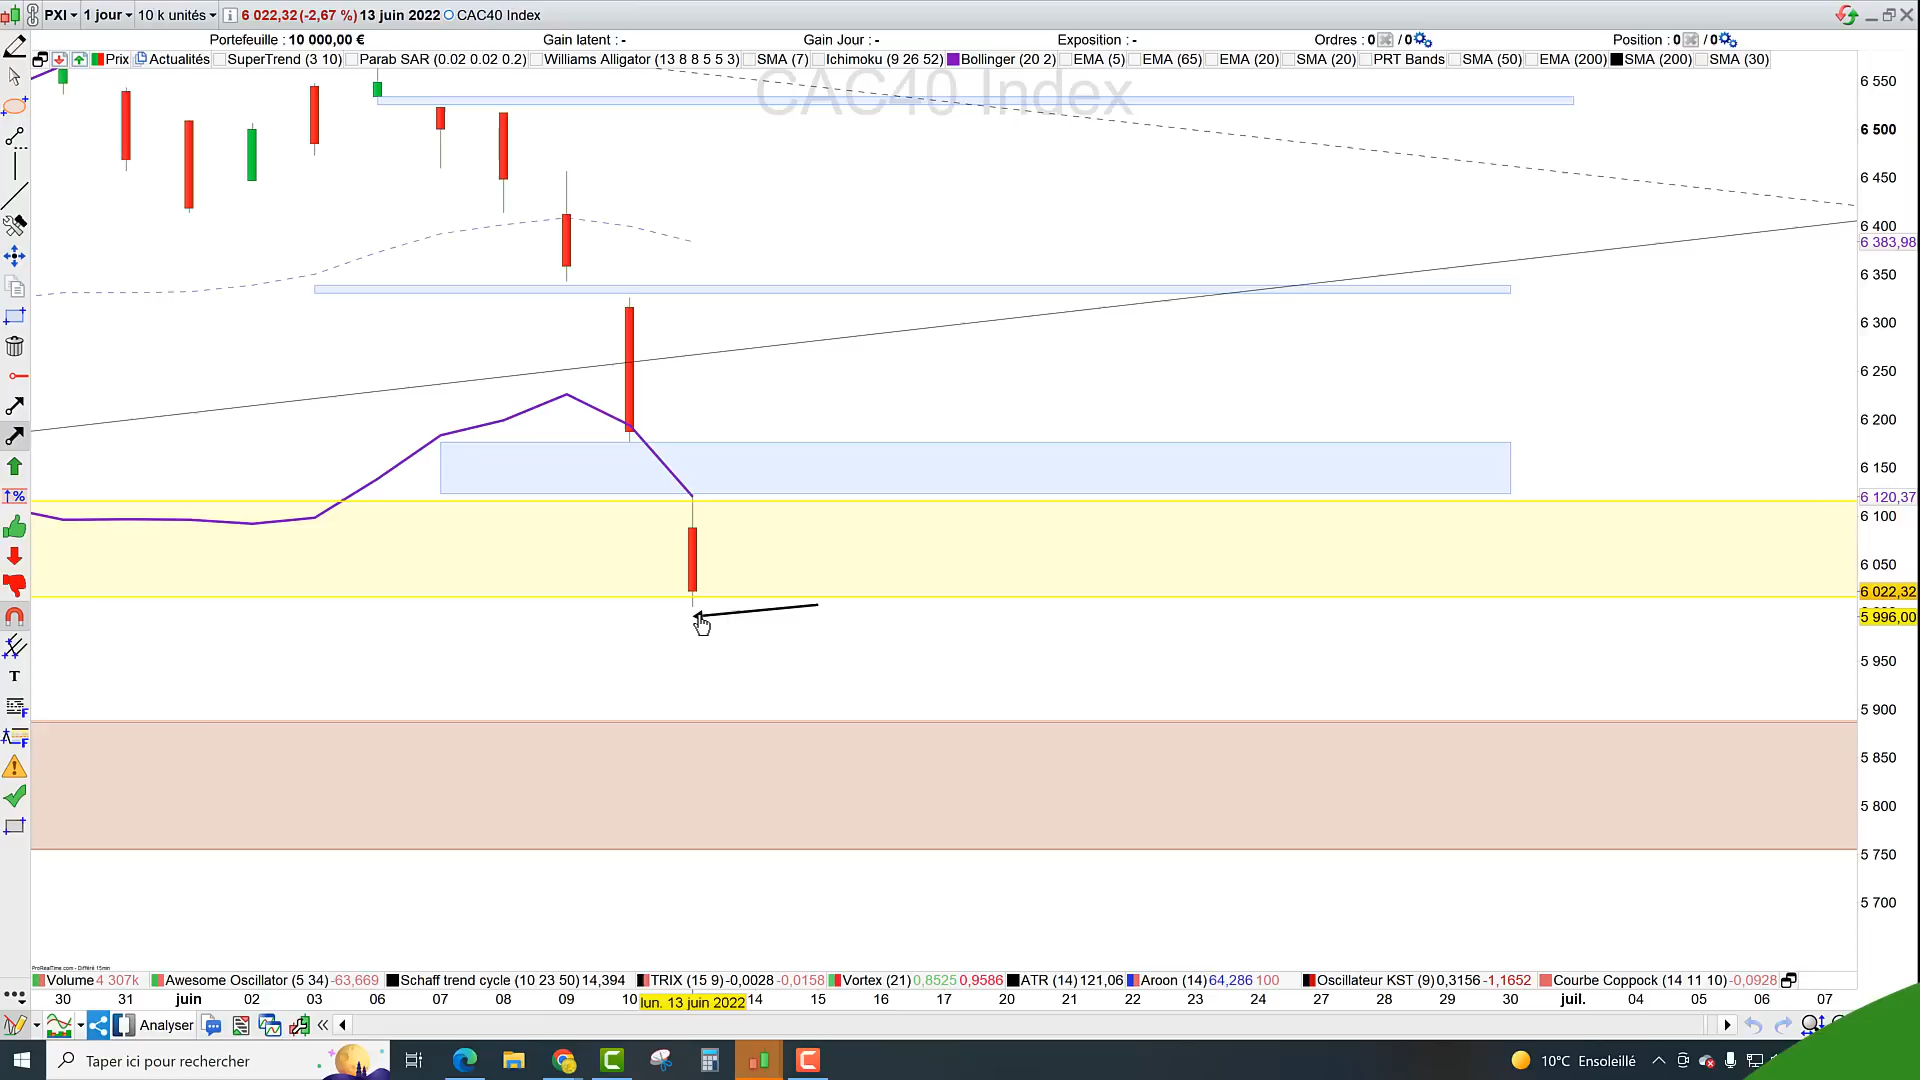 PXI 1 jour 10 k unités 6 022,32 (-2,67 %) 13 juin 2022 CAC40 Index
Portefeuille : 10 000,00 € Gain latent : - Gain Jour : - Exposition : - Ordres : 0 / 0 Position : 0 / 0
Prix Actualités SuperTrend (3 10) Parab SAR (0.02 0.02 0.2) Williams Alligator (13 8 8 5 5 3) SMA (7) Ichimoku (9 26 52) Bollinger (20 2) EMA (5) EMA (65) EMA (20) SMA (20) PRT Bands SMA (50) EMA (200) SMA (200) SMA (30)
CAC40 Index
6 550
6 500
6 450
6 400
6 383,98
6 350
6 300
6 250
6 200
6 150
6 120,37
6 100
6 050
6 022,32
5 996,00
5 950
5 900
5 850
5 800
5 750
5 700
1%
T
F
F
ProRealTime.com - Différé 15min
Volume 4 307k Awesome Oscillator (5 34) -63,669 Schaff trend cycle (10 23 50) 14,394 TRIX (15 9) -0,0028 -0,0158 Vortex (21) 0,8525 0,9586 ATR (14) 121,06 Aroon (14) 64,286 100 Oscillateur KST (9) 0,3156 -1,1652 Courbe Coppock (14 11 10) -0,0928
30 31 juin 02 03 06 07 08 09 10 lun. 13 juin 2022 14 15 16 17 20 21 22 23 24 27 28 29 30 juil. 04 05 06 07
Analyser
Taper ici pour rechercher 10°C Ensoleillé